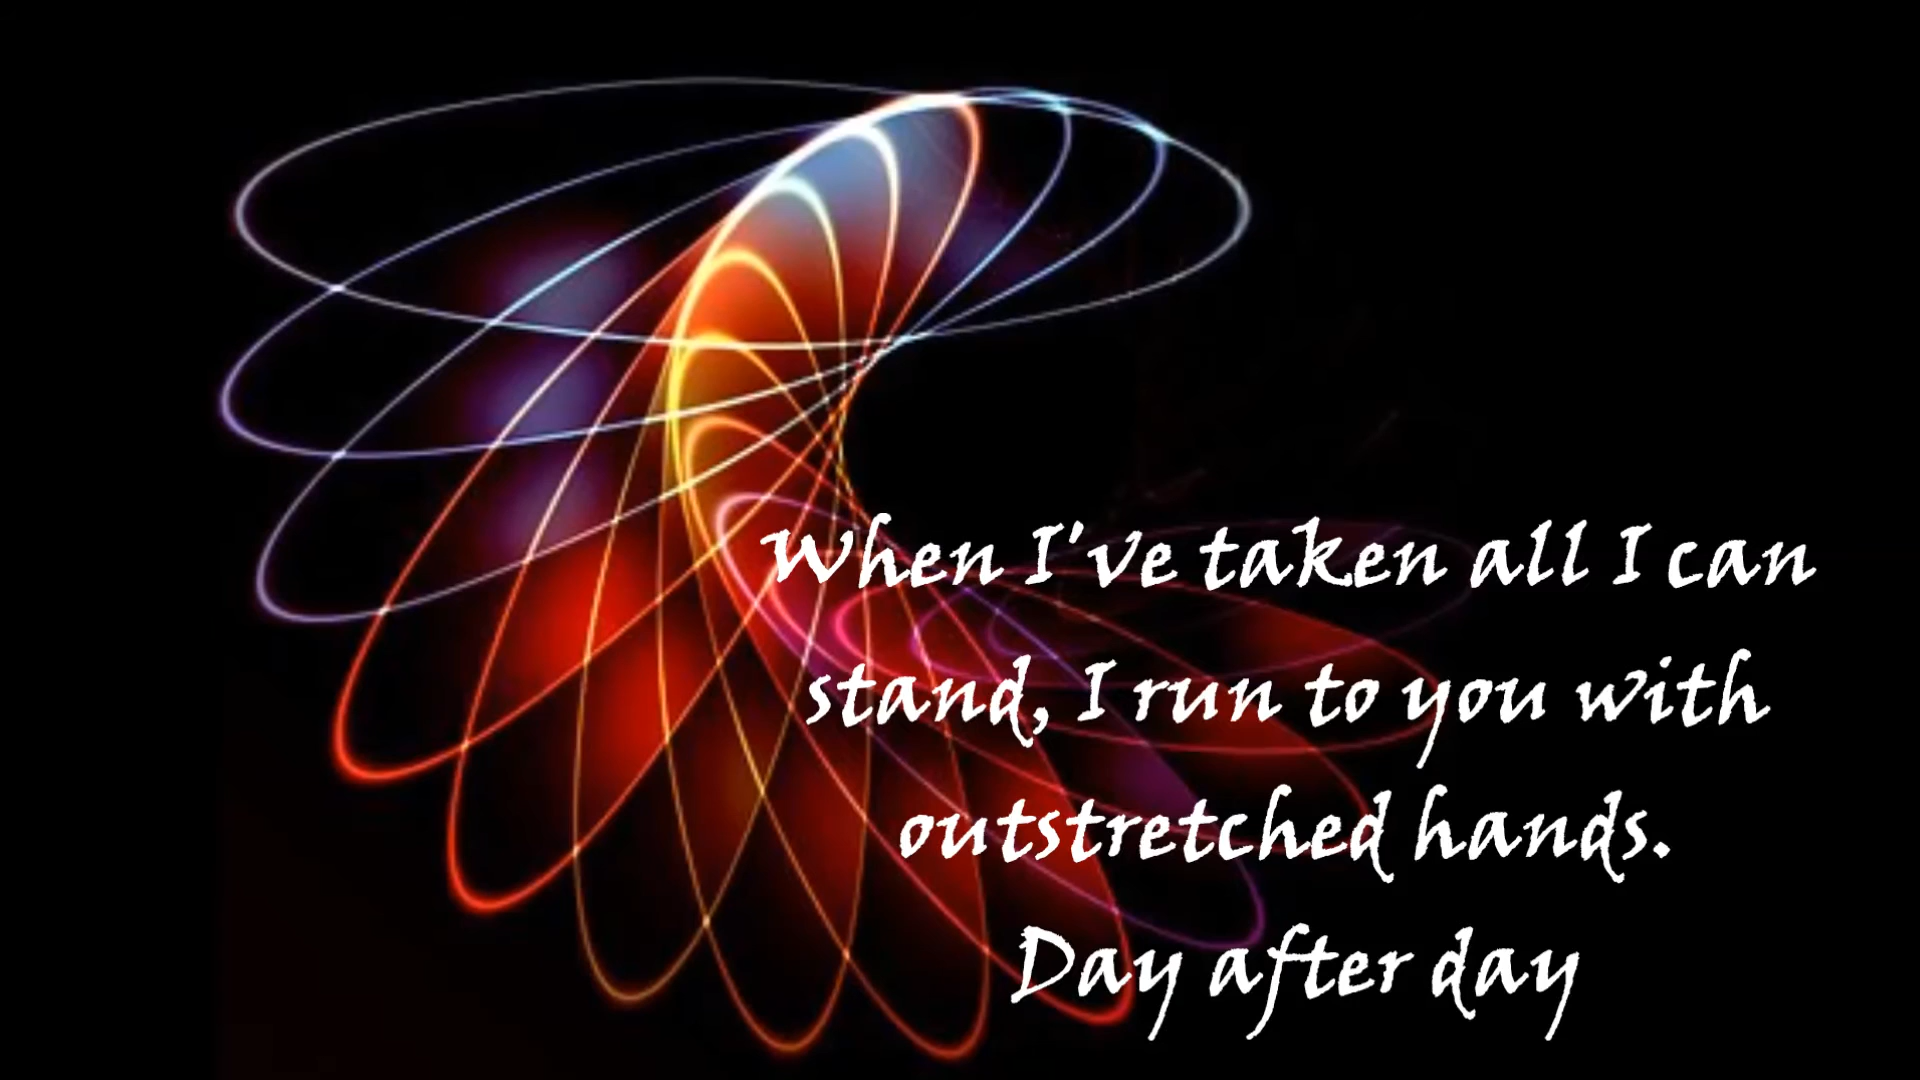 When I've taken all I can
stand, I run to you with
outstretched hands.
Day after day